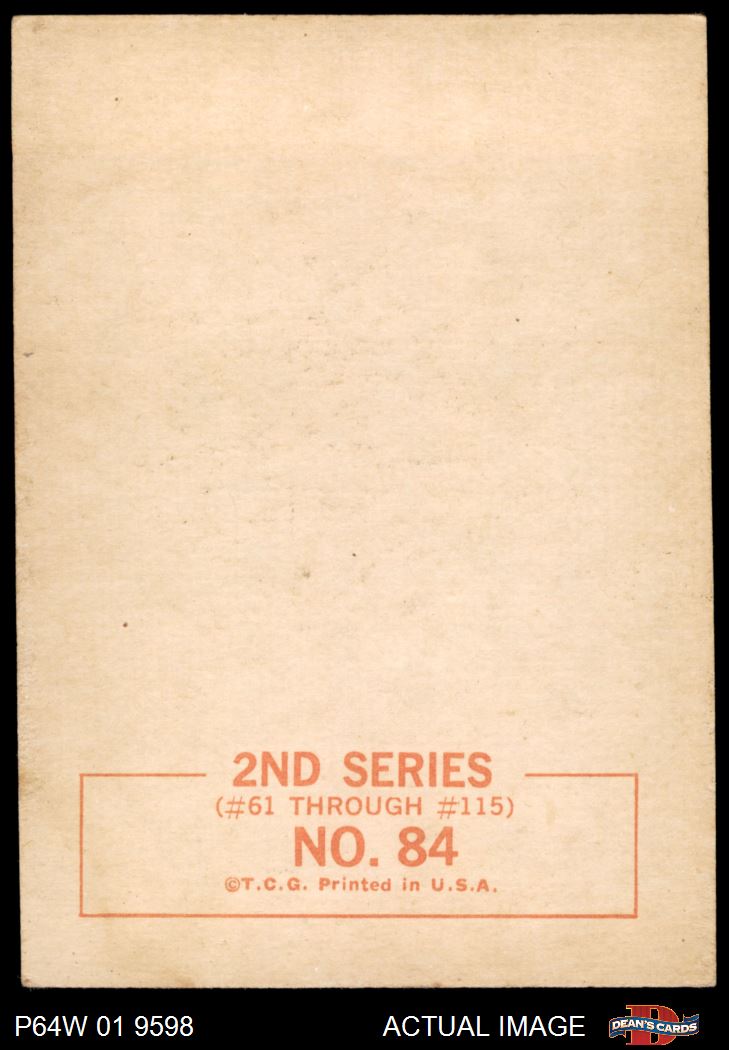 2ND SERIES
(#61 THROUGH #115)
NO. 84
©T.C.G. Printed in U.S.A.
P64W 01 9598
ACTUAL IMAGE
D
DEAN'S CARDS